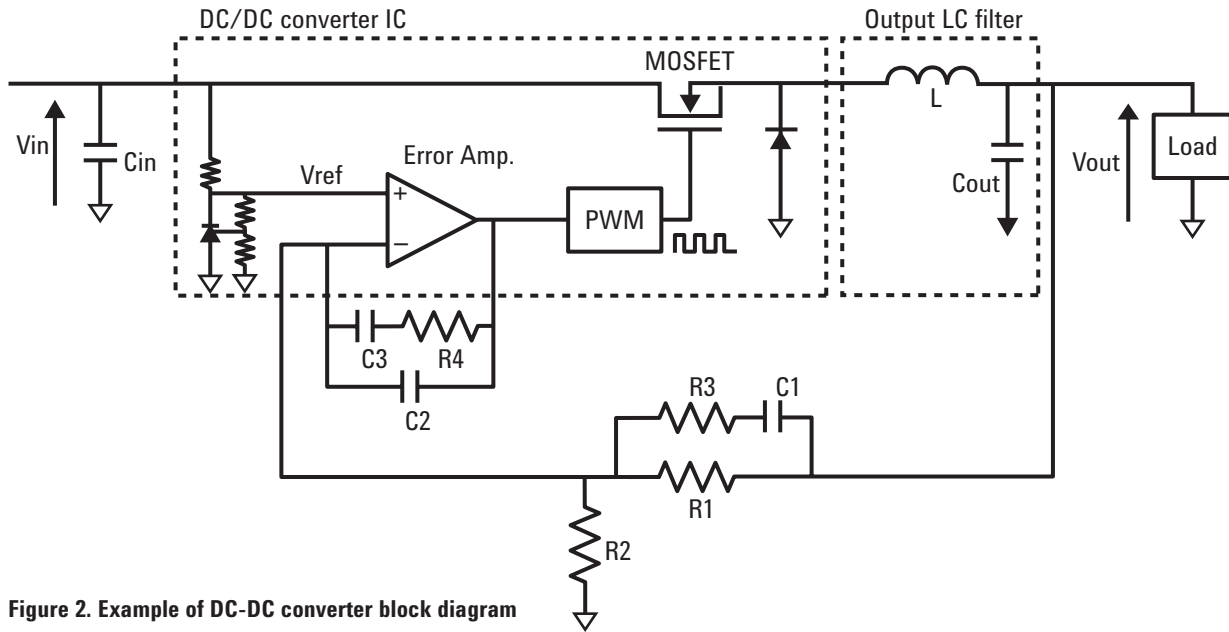 DC/DC converter IC
Output LC filter
MOSFET
L
Vin
Cin
Vref
Error Amp.
+
−
PWM
Cout
Vout
Load
C3
R4
C2
R3
C1
R1
R2
Figure 2. Example of DC-DC converter block diagram